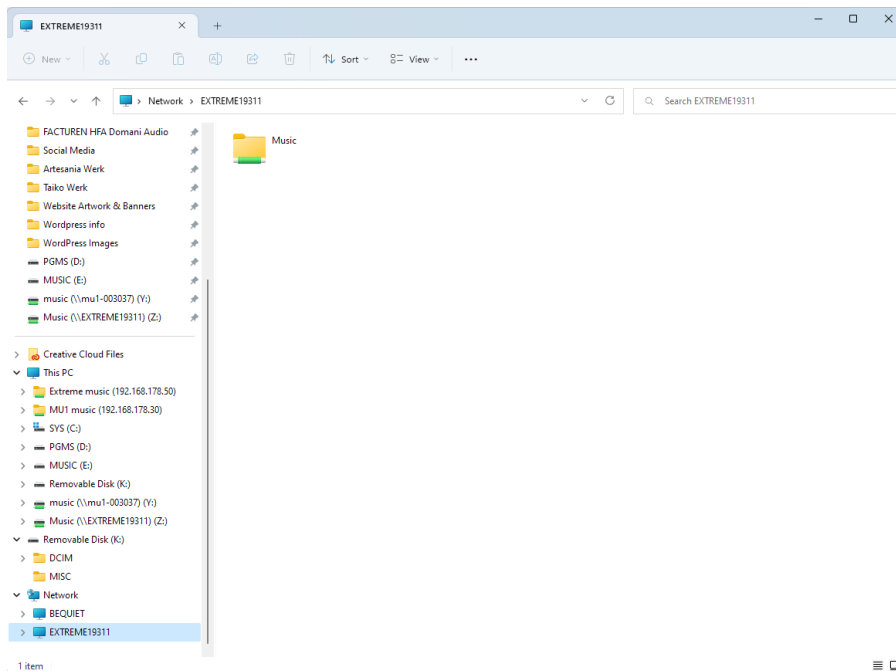 EXTREME19311
New
Sort
View
Network > EXTREME19311
Search EXTREME19311
FACTUREN HFA Domani Audio
Social Media
Artesania Werk
Taiko Werk
Website Artwork & Banners
Wordpress info
WordPress Images
PGMS (D:)
MUSIC (E:)
music (\\mu1-003037) (Y:)
Music (\\EXTREME19311) (Z:)
Creative Cloud Files
This PC
Extreme music (192.168.178.50)
MU1 music (192.168.178.30)
SYS (C:)
PGMS (D:)
MUSIC (E:)
Removable Disk (K:)
music (\\mu1-003037) (Y:)
Music (\\EXTREME19311) (Z:)
Removable Disk (K:)
DCIM
MISC
Network
BEQUIET
EXTREME19311
Music
1 item